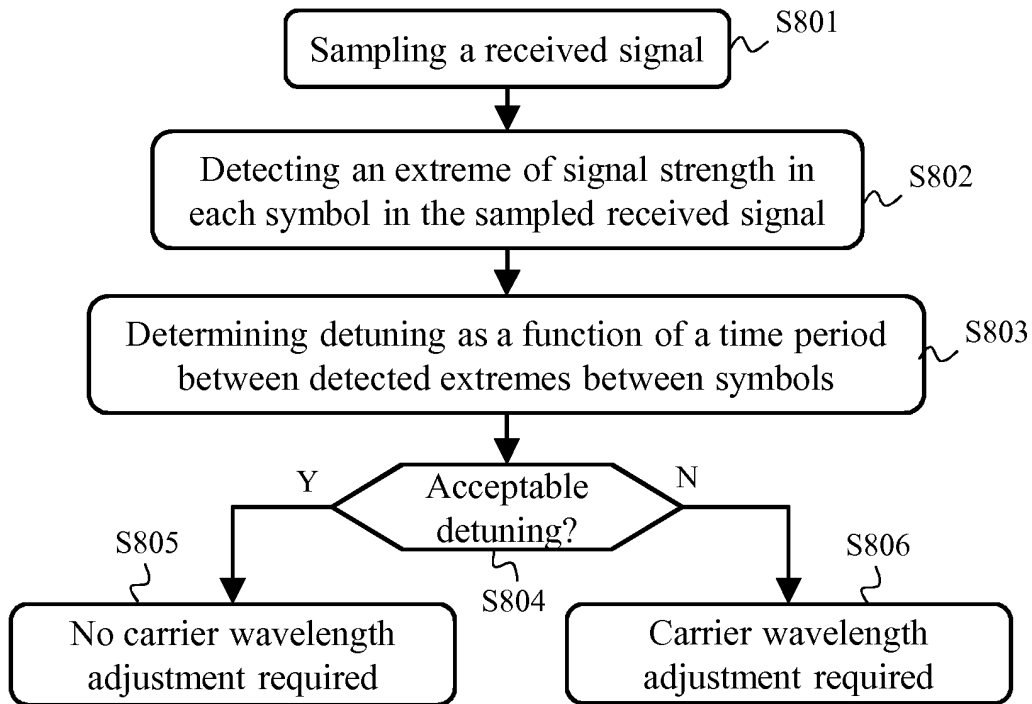 Sampling a received signal
S801
Detecting an extreme of signal strength in
each symbol in the sampled received signal
S802
Determining detuning as a function of a time period
between detected extremes between symbols
S803
Y
Acceptable
detuning?
N
S804
S805
No carrier wavelength
adjustment required
S806
Carrier wavelength
adjustment required